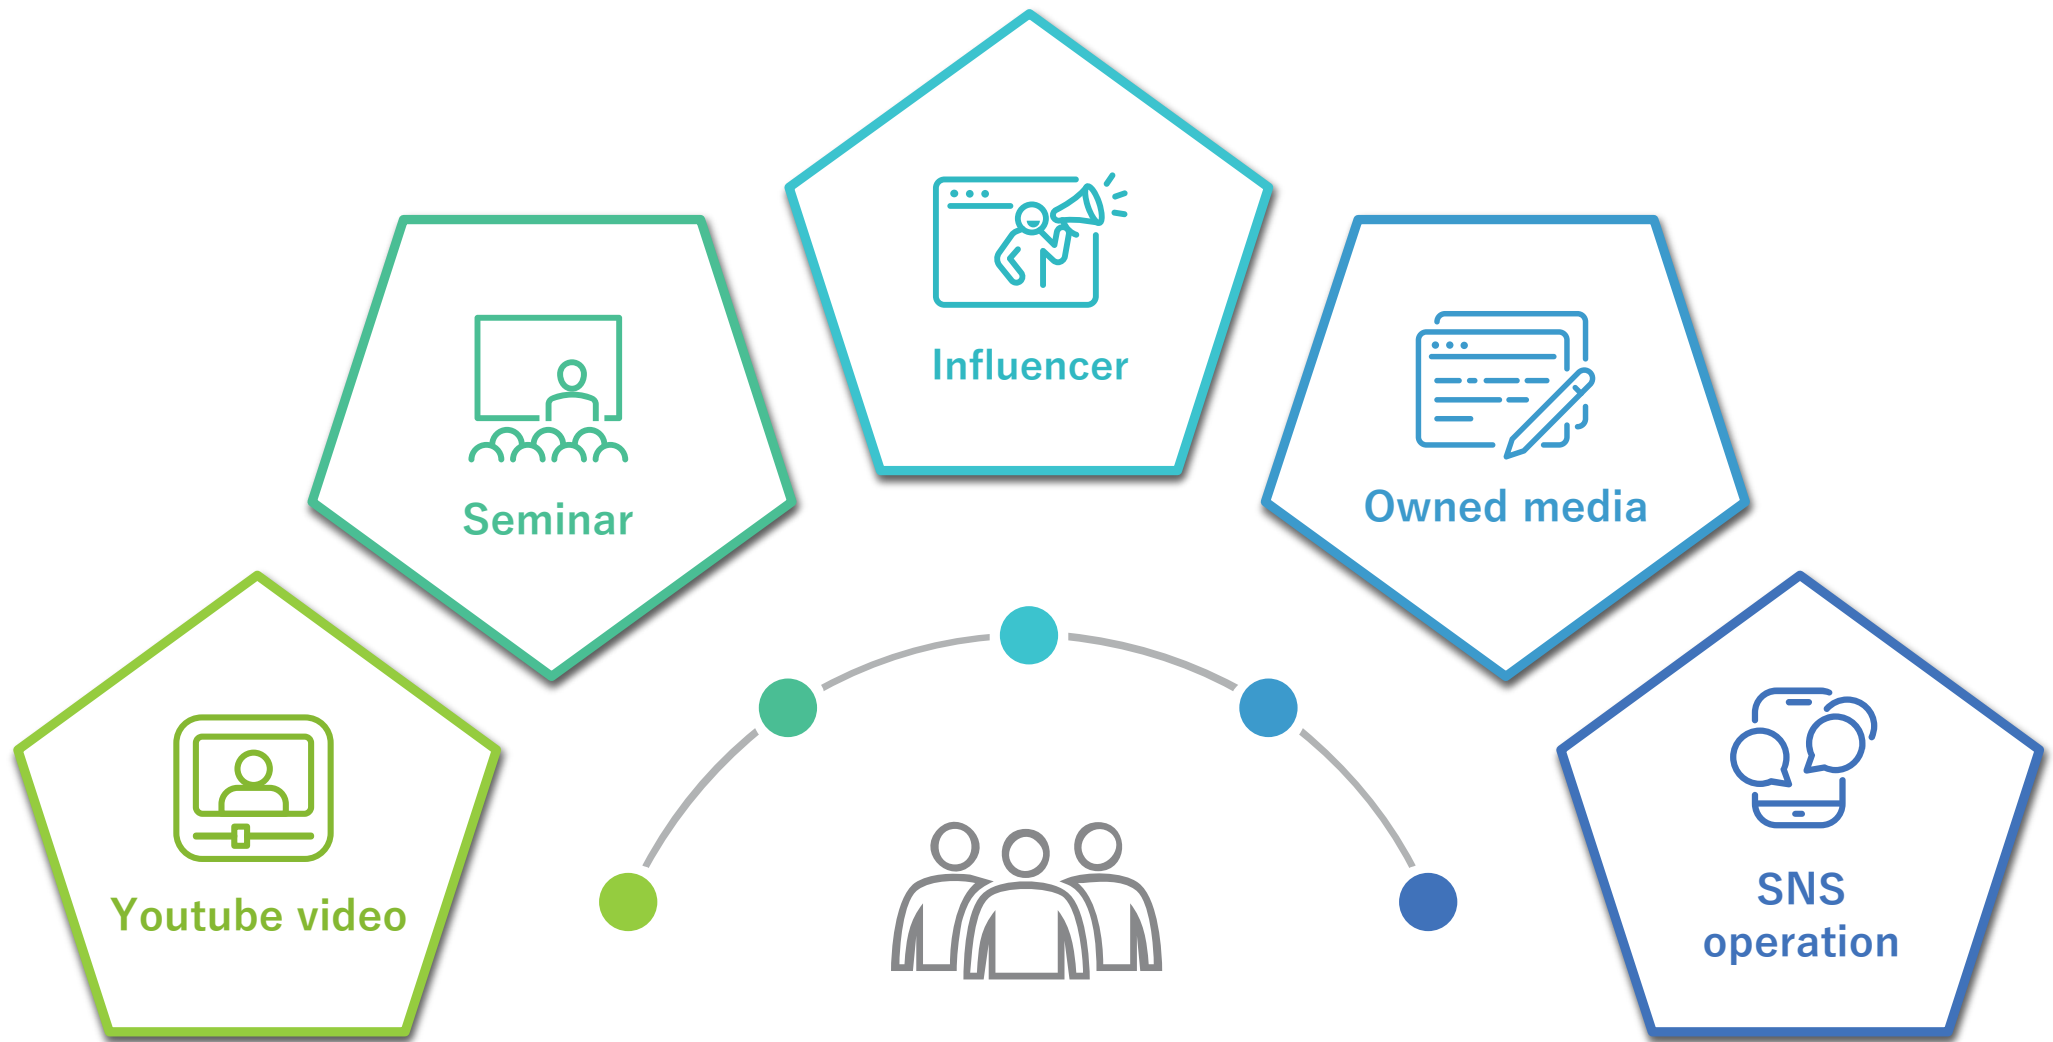 Influencer
Seminar
Owned media
Youtube video
SNS
operation